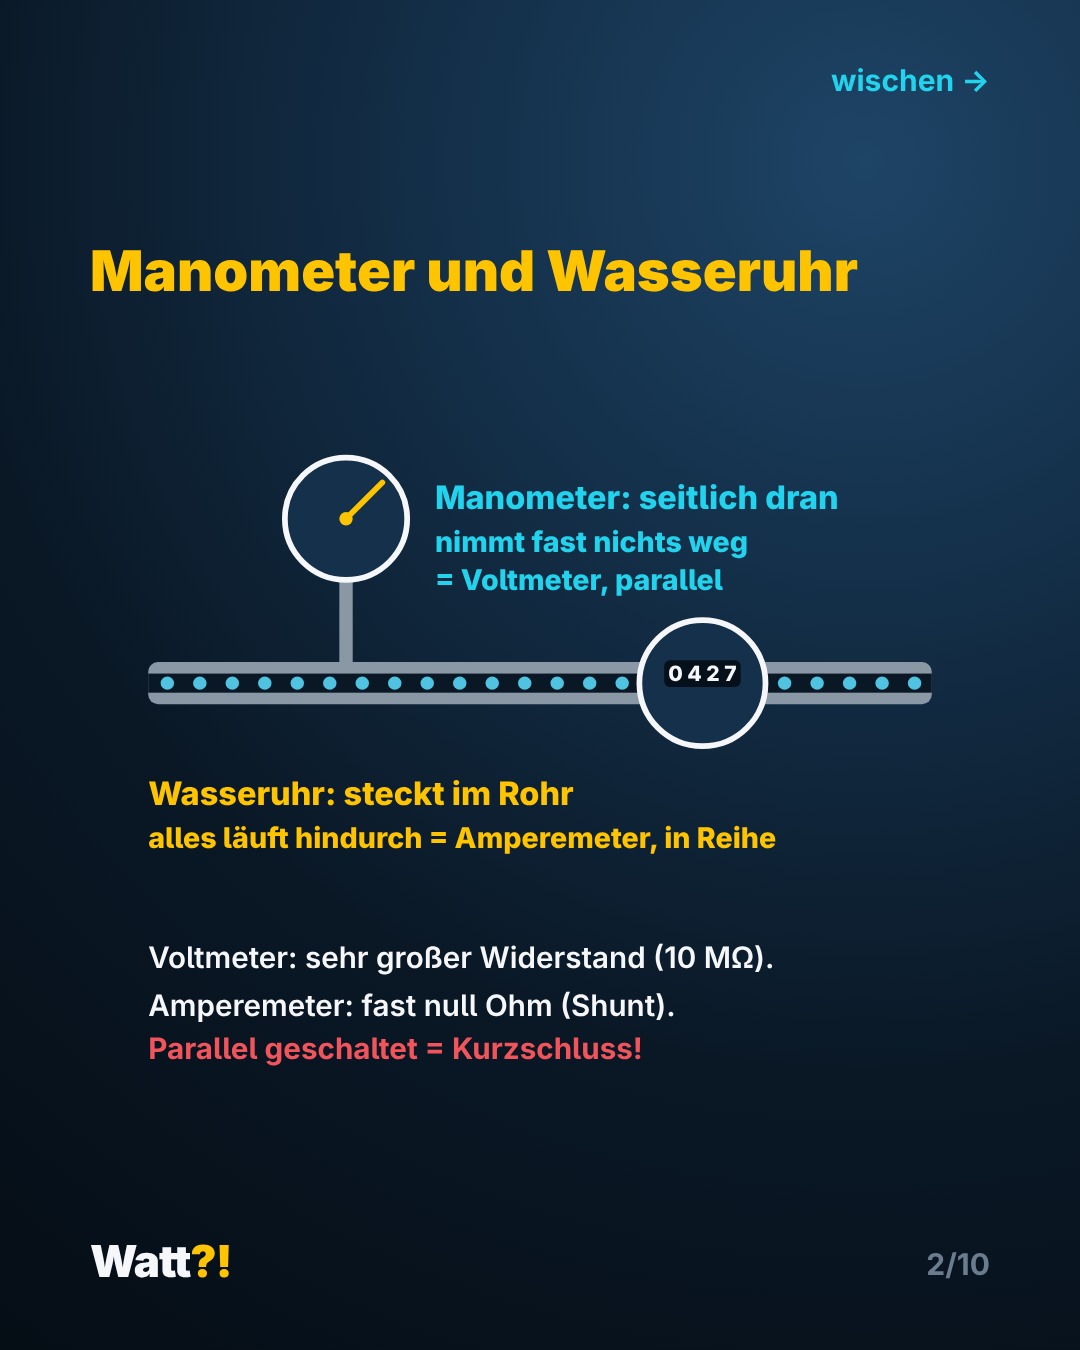 wischen →
Manometer und Wasseruhr
Manometer: seitlich dran
nimmt fast nichts weg
= Voltmeter, parallel
0427
Wasseruhr: steckt im Rohr
alles läuft hindurch = Amperemeter, in Reihe
Voltmeter: sehr großer Widerstand (10 MΩ).
Amperemeter: fast null Ohm (Shunt).
Parallel geschaltet = Kurzschluss!
Watt?!
2/10